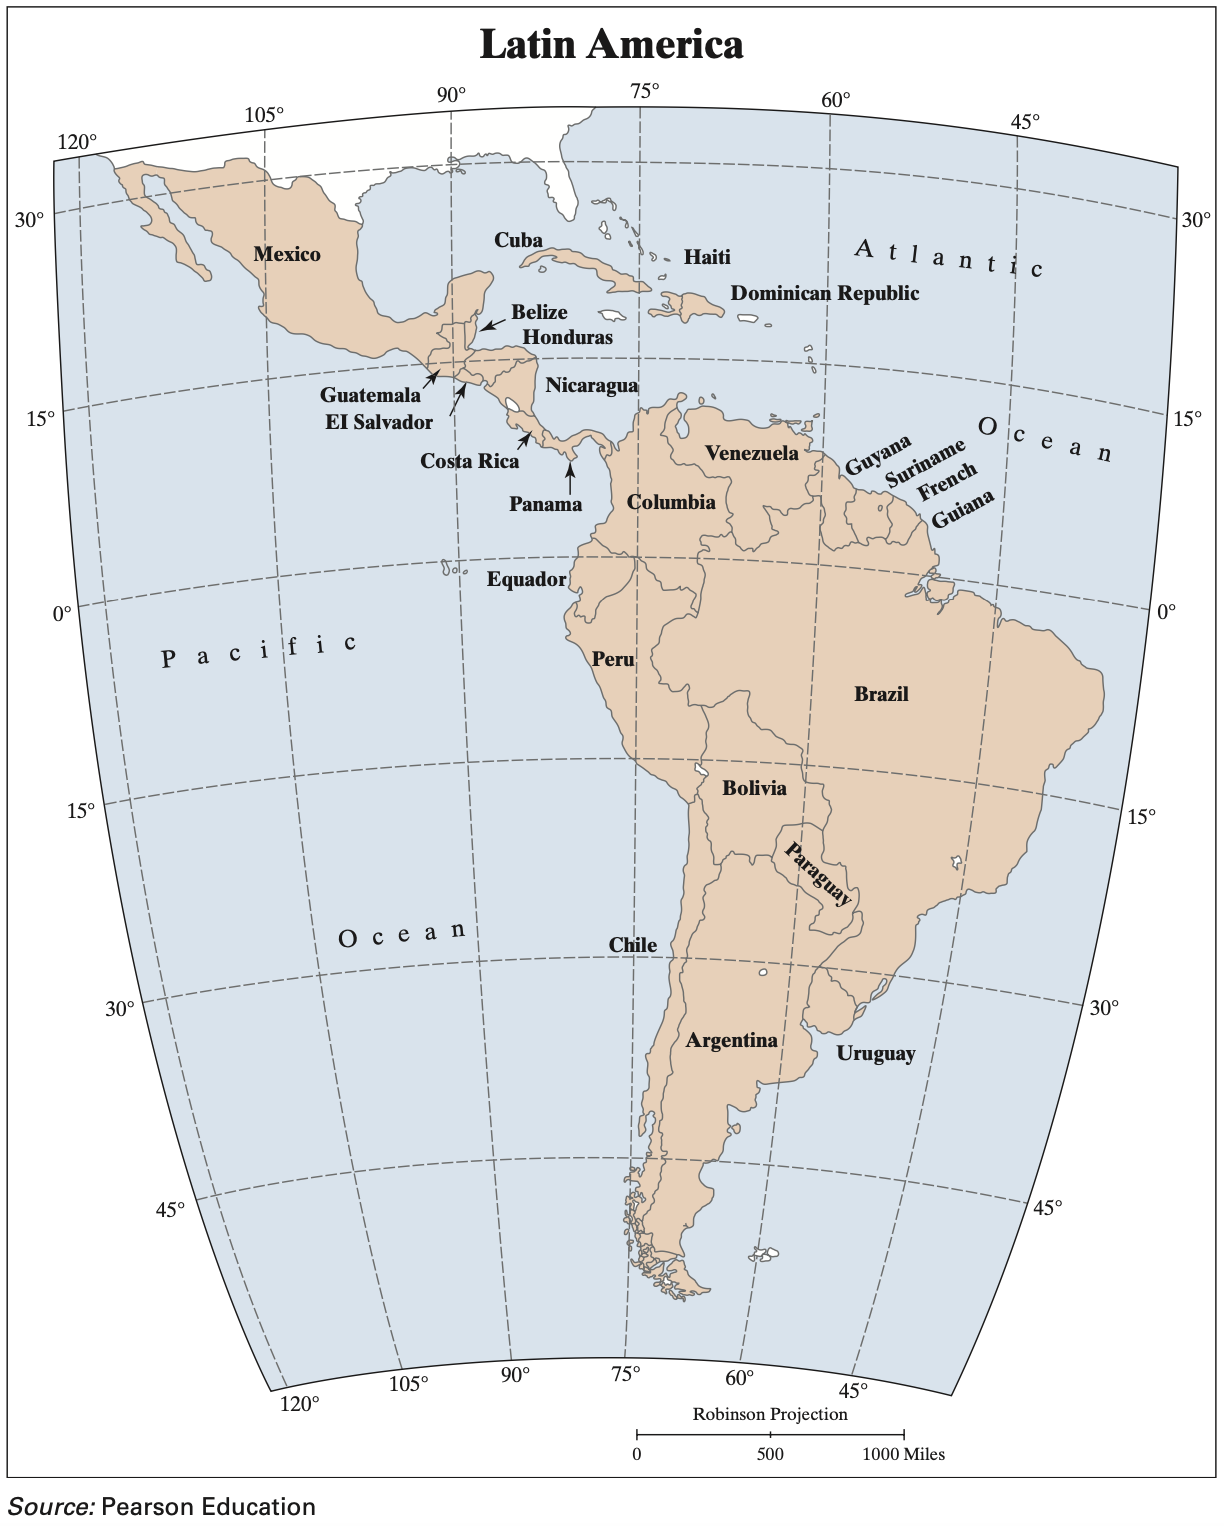 Latin America
120°
105°
90°
75°
60°
45°
30°
30°
Mexico
Cuba
Haiti
Dominican Republic
Atlantic
Belize
Honduras
Guatemala
EI Salvador
Nicaragua
15°
15°
Costa Rica
Panama
Ocean
Venezuela
Guyana
Suriname
French
Guiana
Columbia
Equador
0°
0°
Pacific
Peru
Brazil
15°
15°
Bolivia
Paraguay
Ocean
Chile
30°
30°
Argentina
Uruguay
45°
45°
120°
105°
90°
75°
60°
45°
Robinson Projection
0 500 1000 Miles
Source: Pearson Education